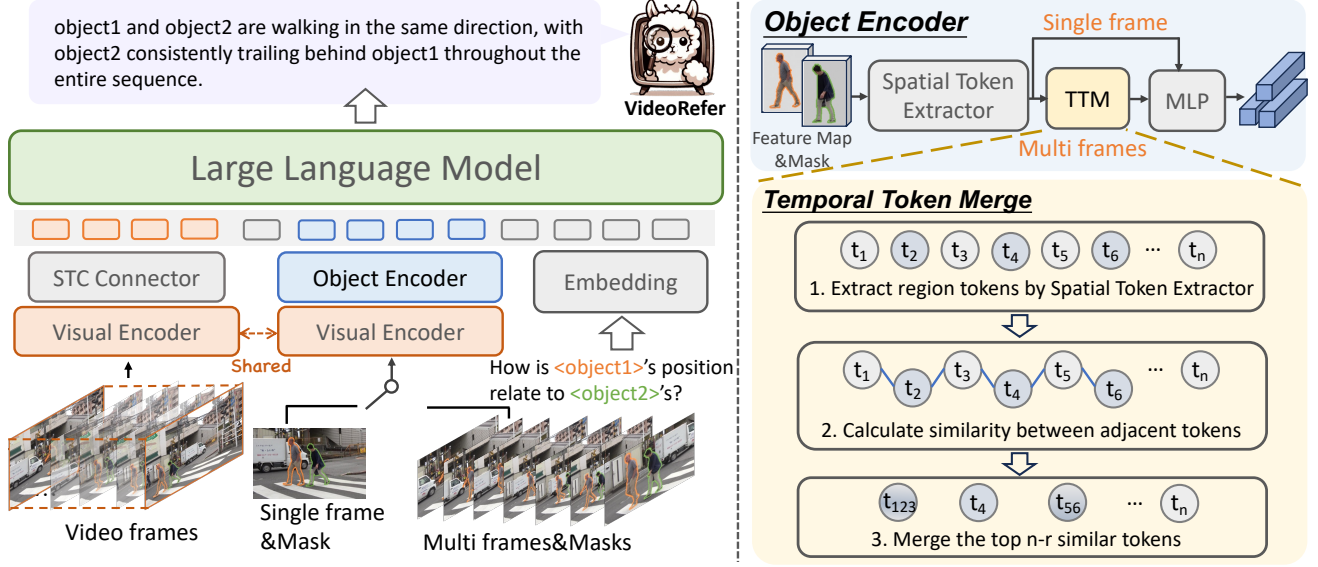 object1 and object2 are walking in the same direction, with
object2 consistently trailing behind object1 throughout the
entire sequence.
VideoRefer
Large Language Model
STC Connector
Object Encoder
Embedding
Visual Encoder
Visual Encoder
Shared
How is <object1>'s position
relate to <object2>'s?
...
Video frames
Single frame
&Mask
Multi frames&Masks
Object Encoder
Single frame
Spatial Token
Extractor
TTM
MLP
Feature Map
&Mask
Multi frames
Temporal Token Merge
t1 t2 t3 t4 t5 t6 ... tn
1. Extract region tokens by Spatial Token Extractor
t1 t2 t3 t4 t5 t6 ... tn
2. Calculate similarity between adjacent tokens
t123 t4 t56 ... tn
3. Merge the top n-r similar tokens